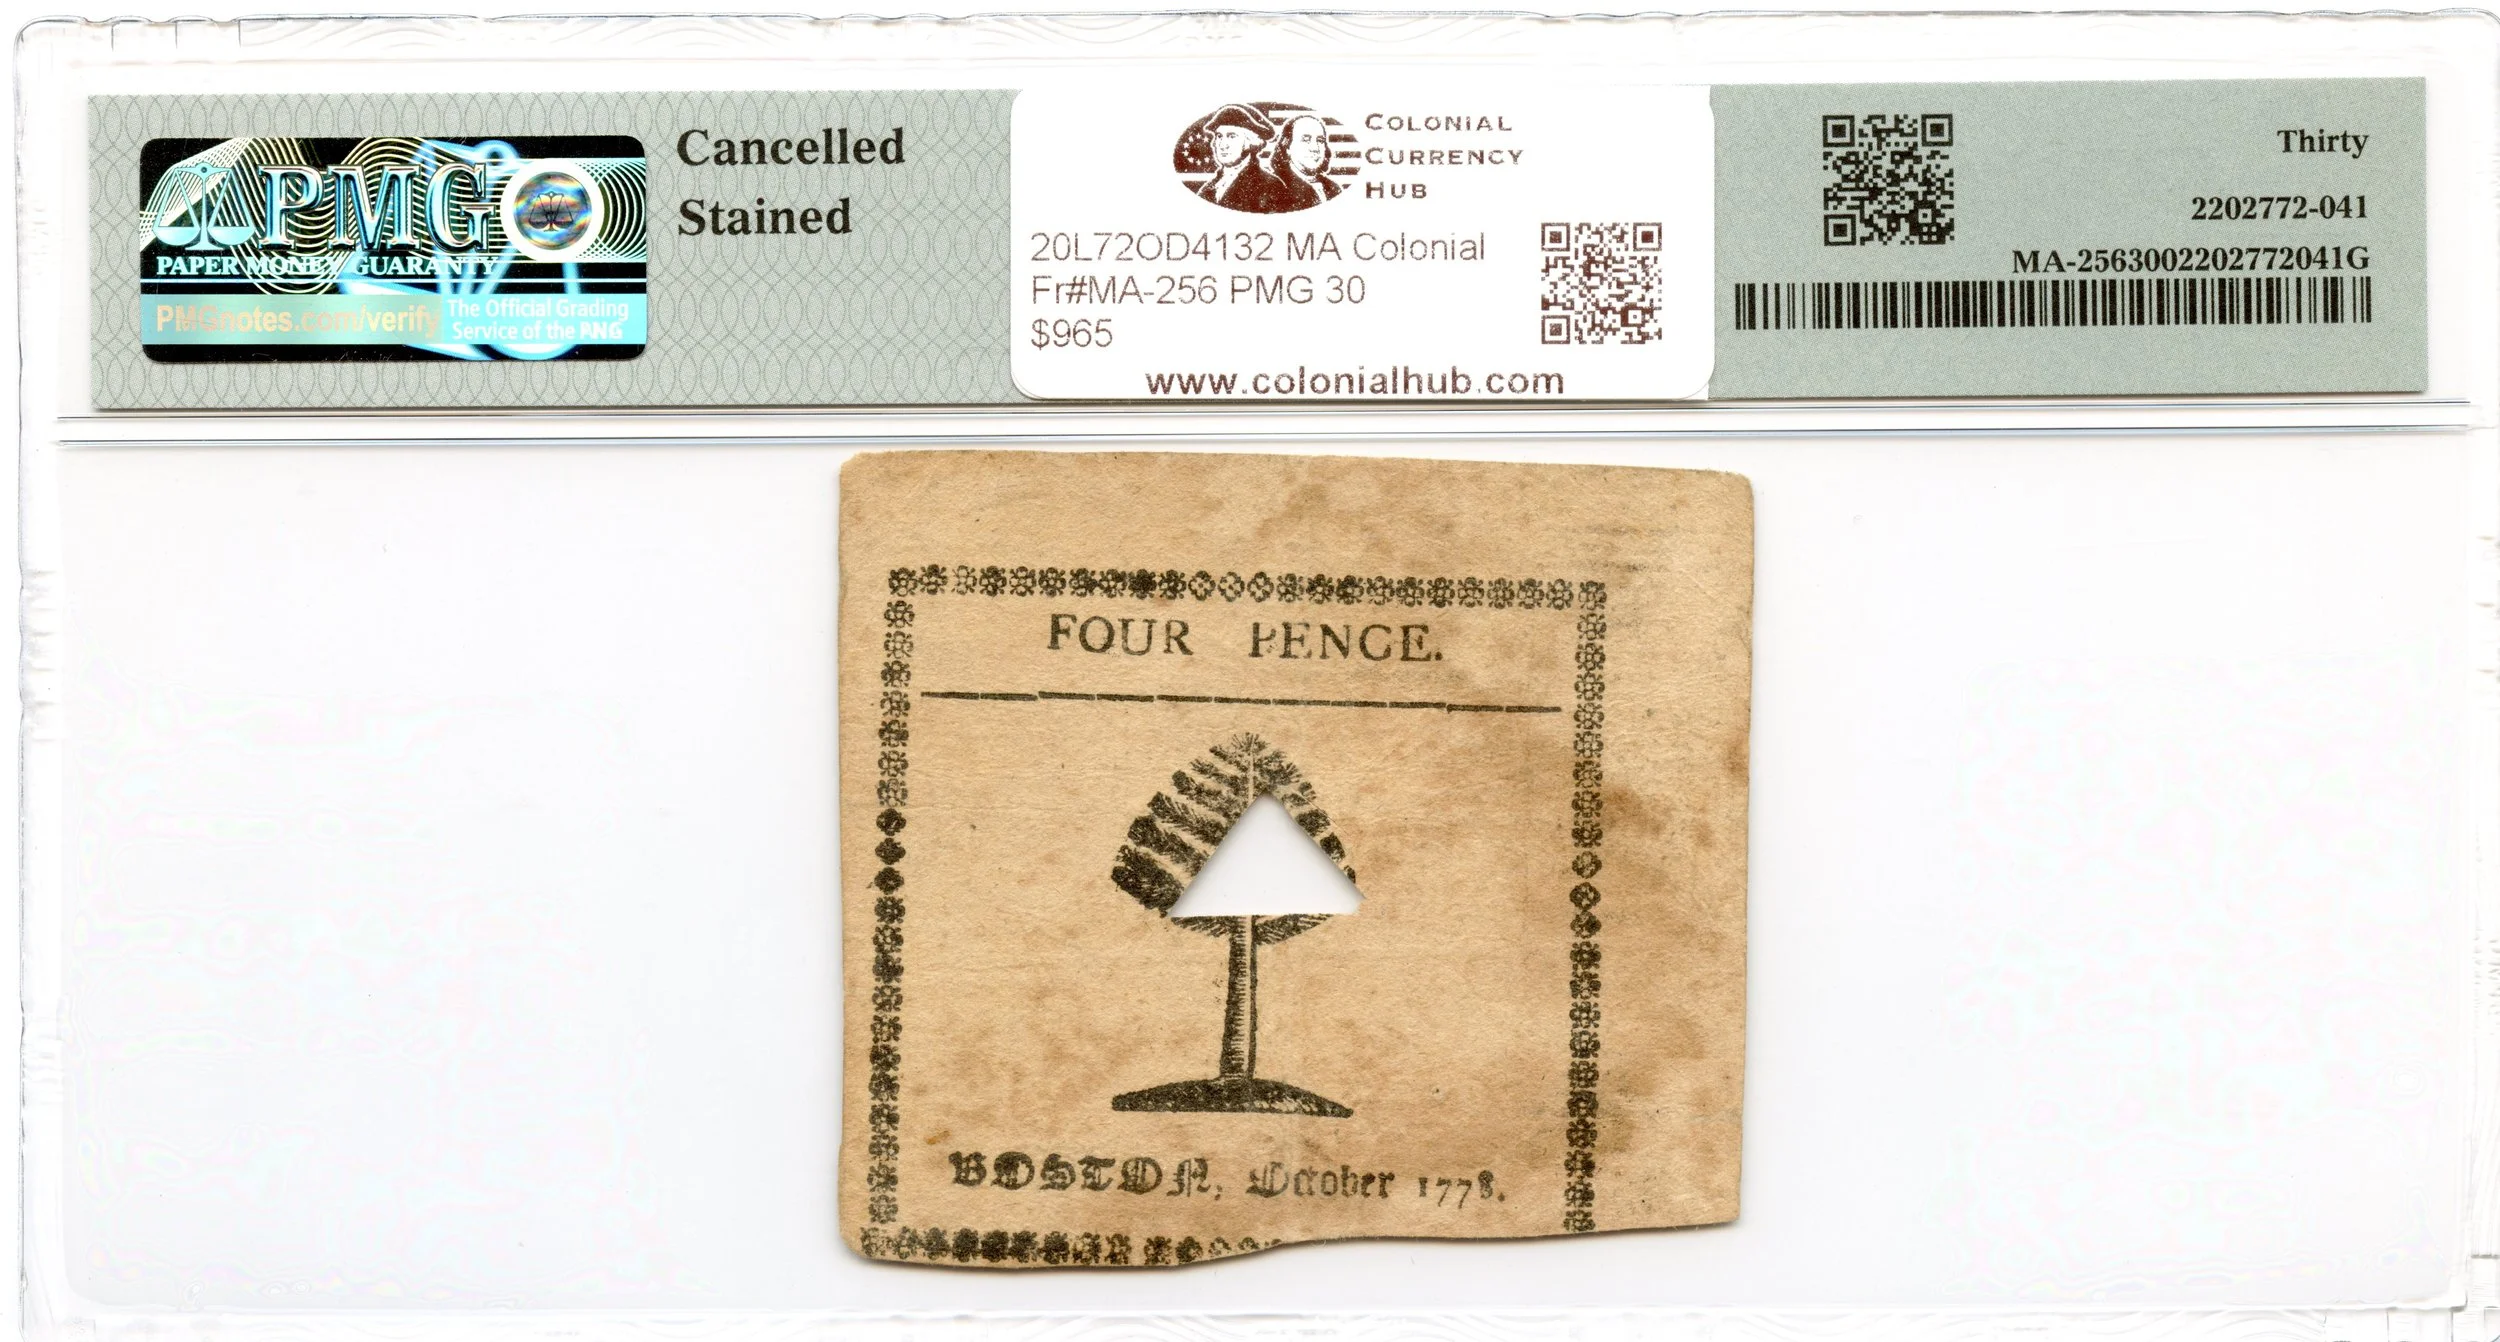 PMG
PAPER MONEY GUARANTY
PMGnotes.com/verify
The Official Grading
Service of the PNG
Cancelled
Stained
COLONIAL
CURRENCY
HUB
20L72OD4132 MA Colonial
Fr#MA-256 PMG 30
$965
www.colonialhub.com
Thirty
2202772-041
MA-2563002202772041G
FOUR PENCE.
BOSTON, October 1778.